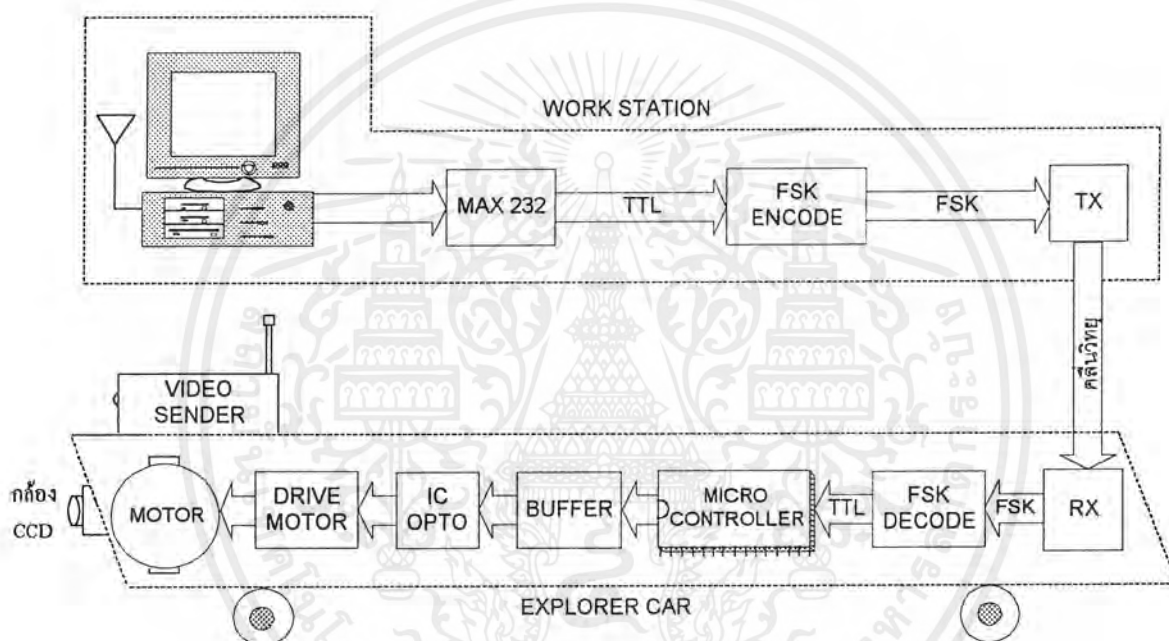 WORK STATION
MAX 232
TTL
FSK
ENCODE
FSK
TX
คลื่นวิทยุ
VIDEO
SENDER
กล้อง
CCD
MOTOR
DRIVE
MOTOR
IC
OPTO
BUFFER
MICRO
CONTROLLER
TTL
FSK
DECODE
FSK
RX
EXPLORER CAR